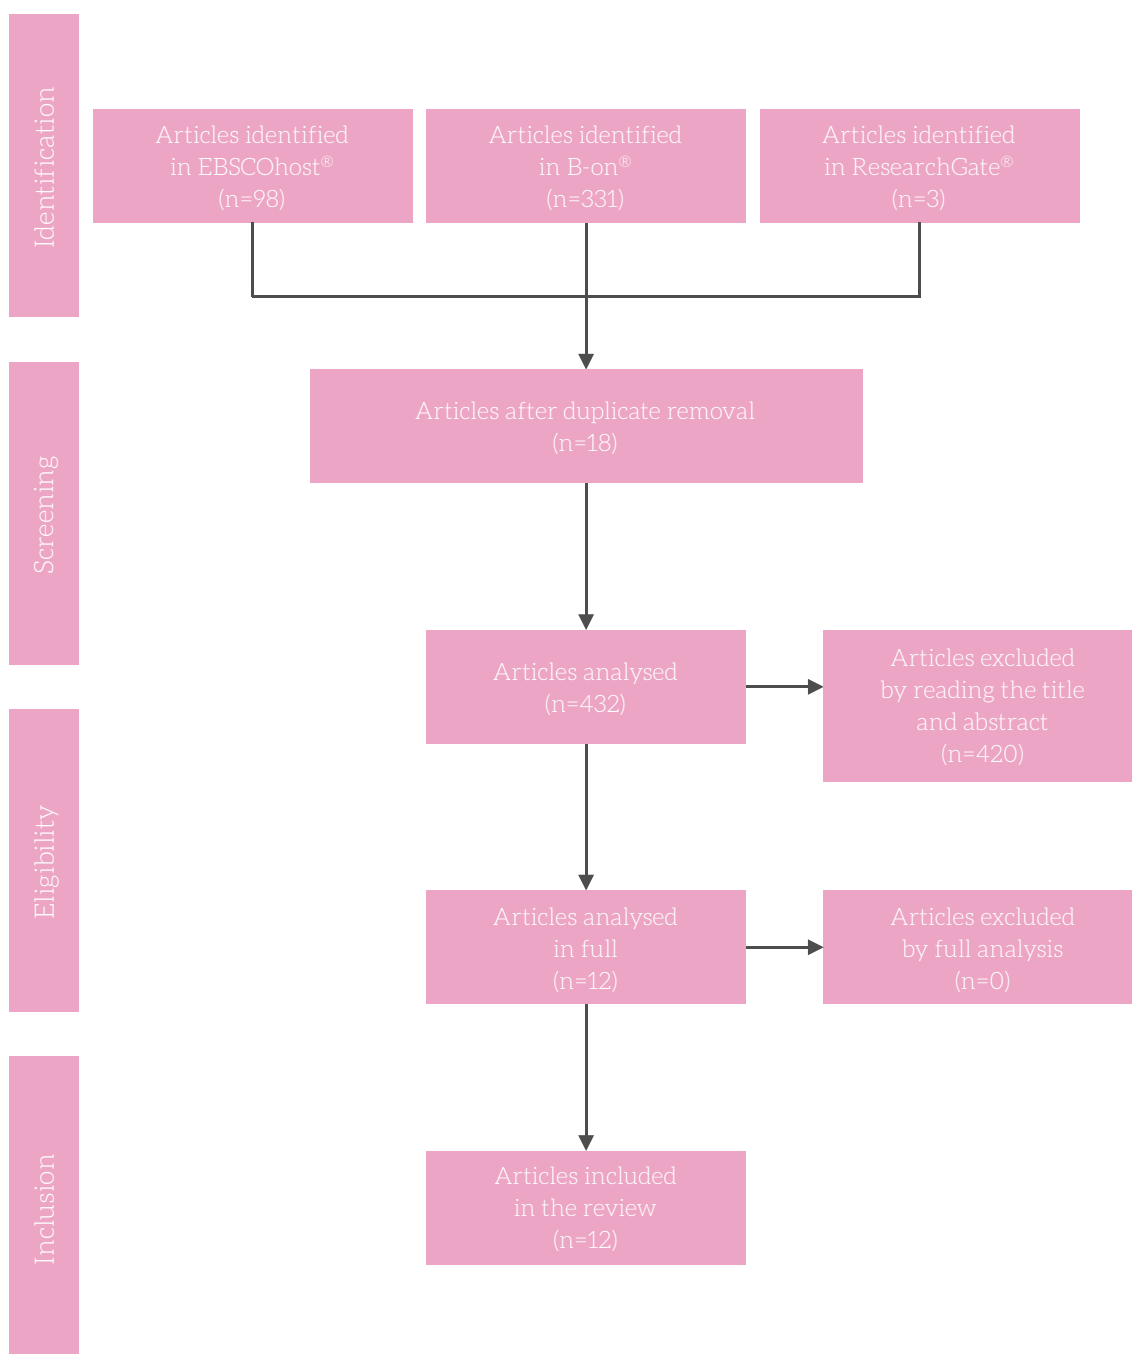 Identification
Articles identified
in EBSCOhost®
(n=98)
Articles identified
in B-on®
(n=331)
Articles identified
in ResearchGate®
(n=3)
Screening
Articles after duplicate removal
(n=18)
Articles analysed
(n=432)
Articles excluded
by reading the title
and abstract
(n=420)
Eligibility
Articles analysed
in full
(n=12)
Articles excluded
by full analysis
(n=0)
Inclusion
Articles included
in the review
(n=12)